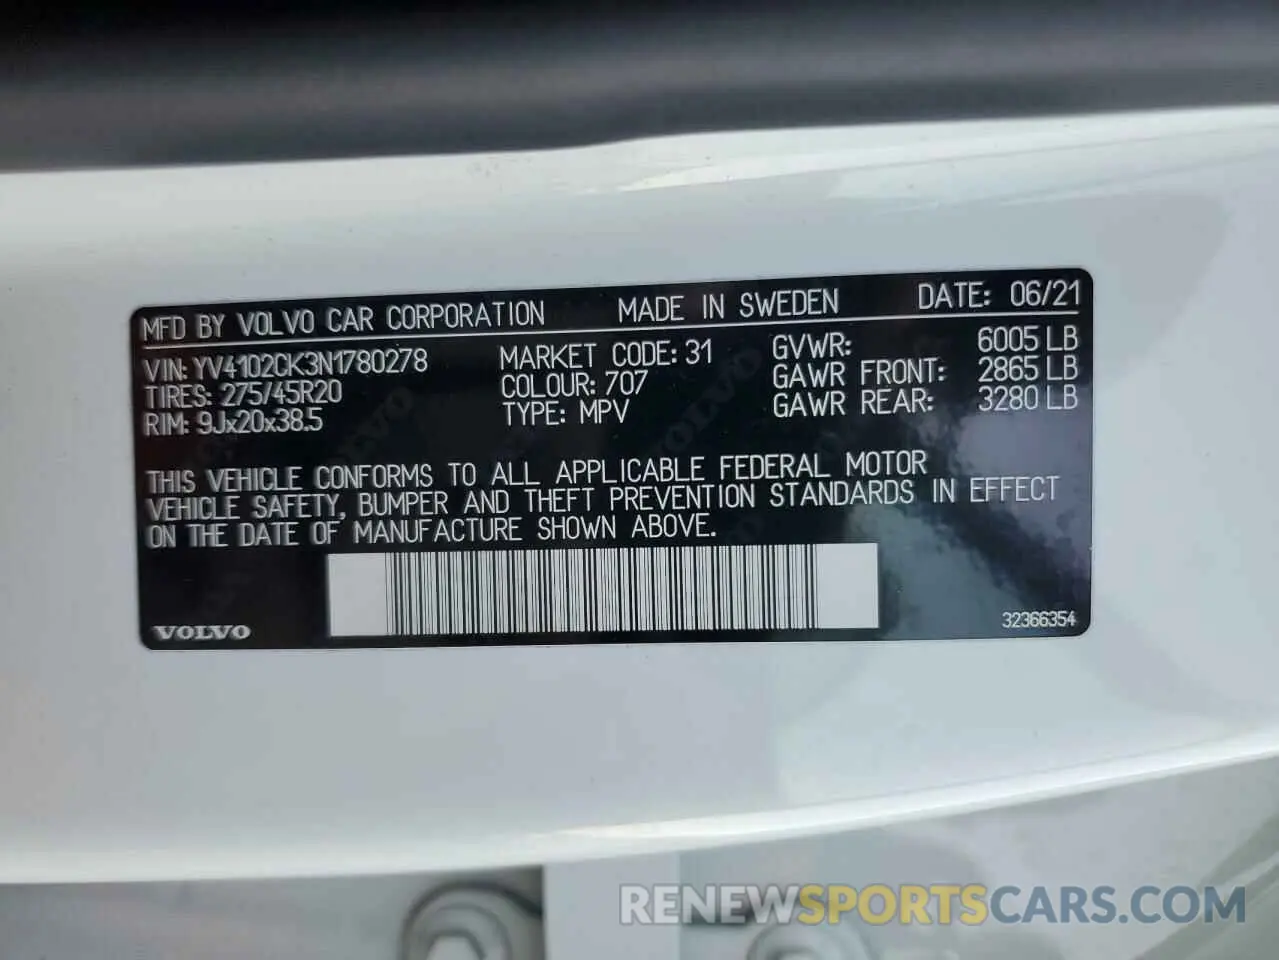 MFD BY VOLVO CAR CORPORATION MADE IN SWEDEN DATE: 06/21
VIN: YV4102CK3N1780278 MARKET CODE: 31 GVWR: 6005 LB
TIRES: 275/45R20 COLOUR: 707 GAWR FRONT: 2865 LB
RIM: 9Jx20x38.5 TYPE: MPV GAWR REAR: 3280 LB
THIS VEHICLE CONFORMS TO ALL APPLICABLE FEDERAL MOTOR
VEHICLE SAFETY, BUMPER AND THEFT PREVENTION STANDARDS IN EFFECT
ON THE DATE OF MANUFACTURE SHOWN ABOVE.
VOLVO 32366354
RENEWSPORTSCARS.COM